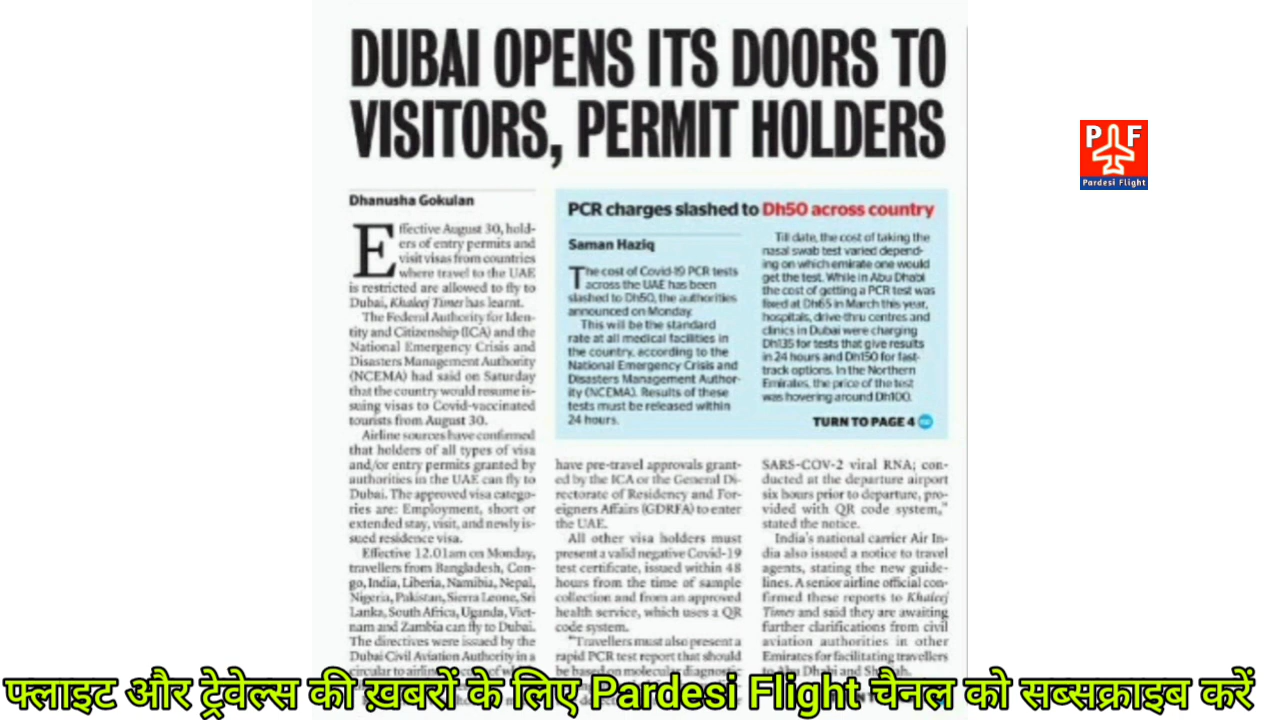 DUBAI OPENS ITS DOORS TO
VISITORS, PERMIT HOLDERS
P F
Pardesi Flight
Dhanusha Gokulan
Effective August 30, hold-
ers of entry permits and
visit visas from countries
where travel to the UAE
is restricted are allowed to fly to
Dubai, Khaleej Times has learnt.
The Federal Authority for Iden-
tity and Citizenship (ICA) and the
National Emergency Crisis and
Disasters Management Authority
(NCEMA) had said on Saturday
that the country would resume is-
suing visas to Covid-vaccinated
tourists from August 30.
Airline sources have confirmed
that holders of all types of visa
and/or entry permits granted by
authorities in the UAE can fly to
Dubai. The approved visa catego-
ries are: Employment, short or
extended stay, visit, and newly is-
sued residence visa.
Effective 12.01am on Monday,
travellers from Bangladesh, Con-
go, India, Liberia, Namibia, Nepal,
Nigeria, Pakistan, Sierra Leone, Sri
Lanka, South Africa, Uganda, Viet-
nam and Zambia can fly to Dubai.
The directives were issued by the
Dubai Civil Aviation Authority in a
circular to
PCR charges slashed to Dh50 across country
Saman Haziq
The cost of Covid-19 PCR tests
across the UAE has been
slashed to Dh50, the authorities
announced on Monday.
This will be the standard
rate at all medical facilities in
the country, according to the
National Emergency Crisis and
Disasters Management Author-
ity (NCEMA). Results of these
tests must be released within
24 hours.
Till date, the cost of taking the
nasal swab test varied depend-
ing on which emirate one would
get the test. While in Abu Dhabi
the cost of getting a PCR test was
fixed at Dh65 in March this year,
hospitals, drive-thru centres and
clinics in Dubai were charging
Dh135 for tests that give results
in 24 hours and Dh150 for fast-
track options. In the Northern
Emirates, the price of the test
was hovering around Dh100.
TURN TO PAGE 4
have pre-travel approvals grant-
ed by the ICA or the General Di-
rectorate of Residency and For-
eigners Affairs (GDRFA) to enter
the UAE.
All other visa holders must
present a valid negative Covid-19
test certificate, issued within 48
hours from the time of sample
collection and from an approved
health service, which uses a QR
code system.
"Travellers must also present a
rapid PCR test report that should
be based on molecular diagnostic
SARS-COV-2 viral RNA; con-
ducted at the departure airport
six hours prior to departure, pro-
vided with QR code system,"
stated the notice.
India's national carrier Air In-
dia also issued a notice to travel
agents, stating the new guide-
lines. A senior airline official con-
firmed these reports to Khaleej
Times and said they are awaiting
further clarifications from civil
aviation authorities in other
Emirates for facilitating travellers
to Abu Dhabi and
फ्लाइट और ट्रेवेल्स की ख़बरों के लिए Pardesi Flight चैनल को सब्सक्राइब करें